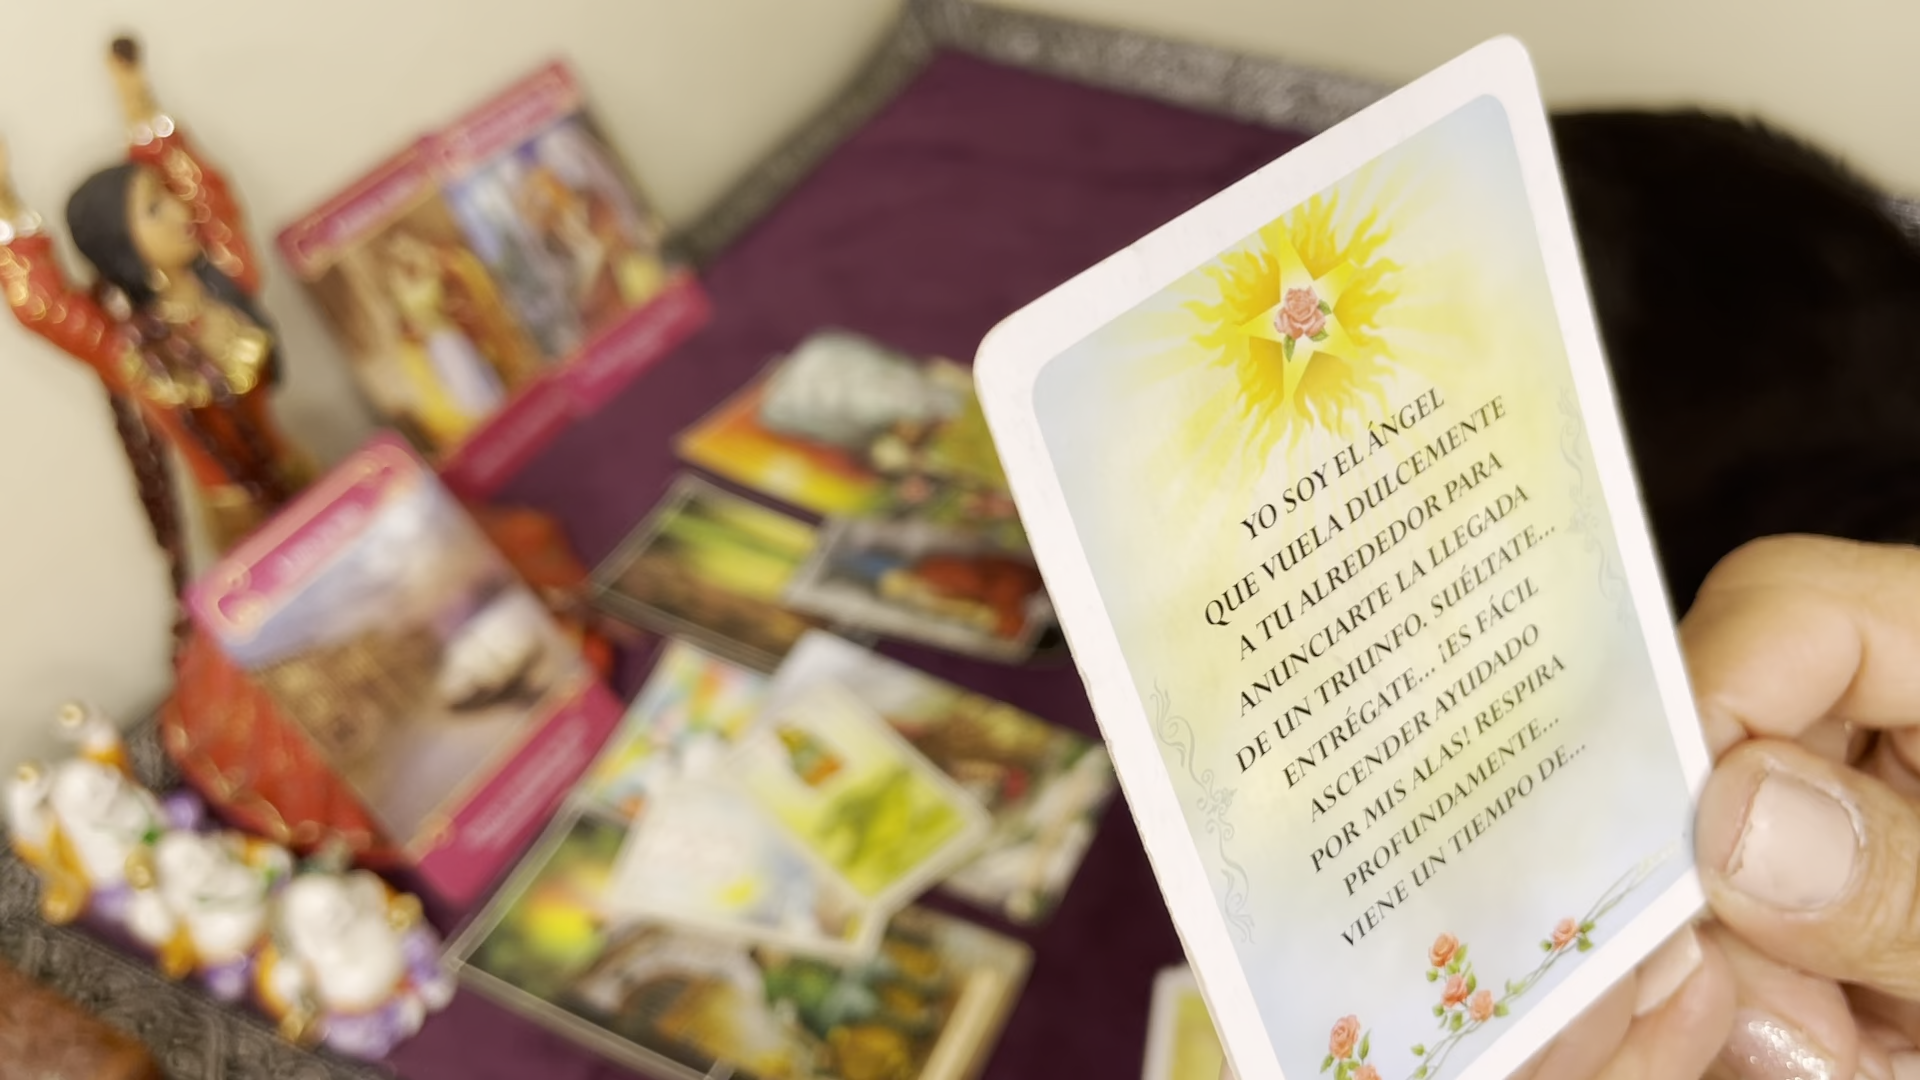 YO SOY EL ÁNGEL
QUE VUELA DULCEMENTE
A TU ALREDEDOR PARA
ANUNCIARTE LA LLEGADA
DE UN TRIUNFO. SUÉLTATE...
ENTRÉGATE... ¡ES FÁCIL
ASCENDER AYUDADO
POR MIS ALAS! RESPIRA
PROFUNDAMENTE...
VIENE UN TIEMPO DE...